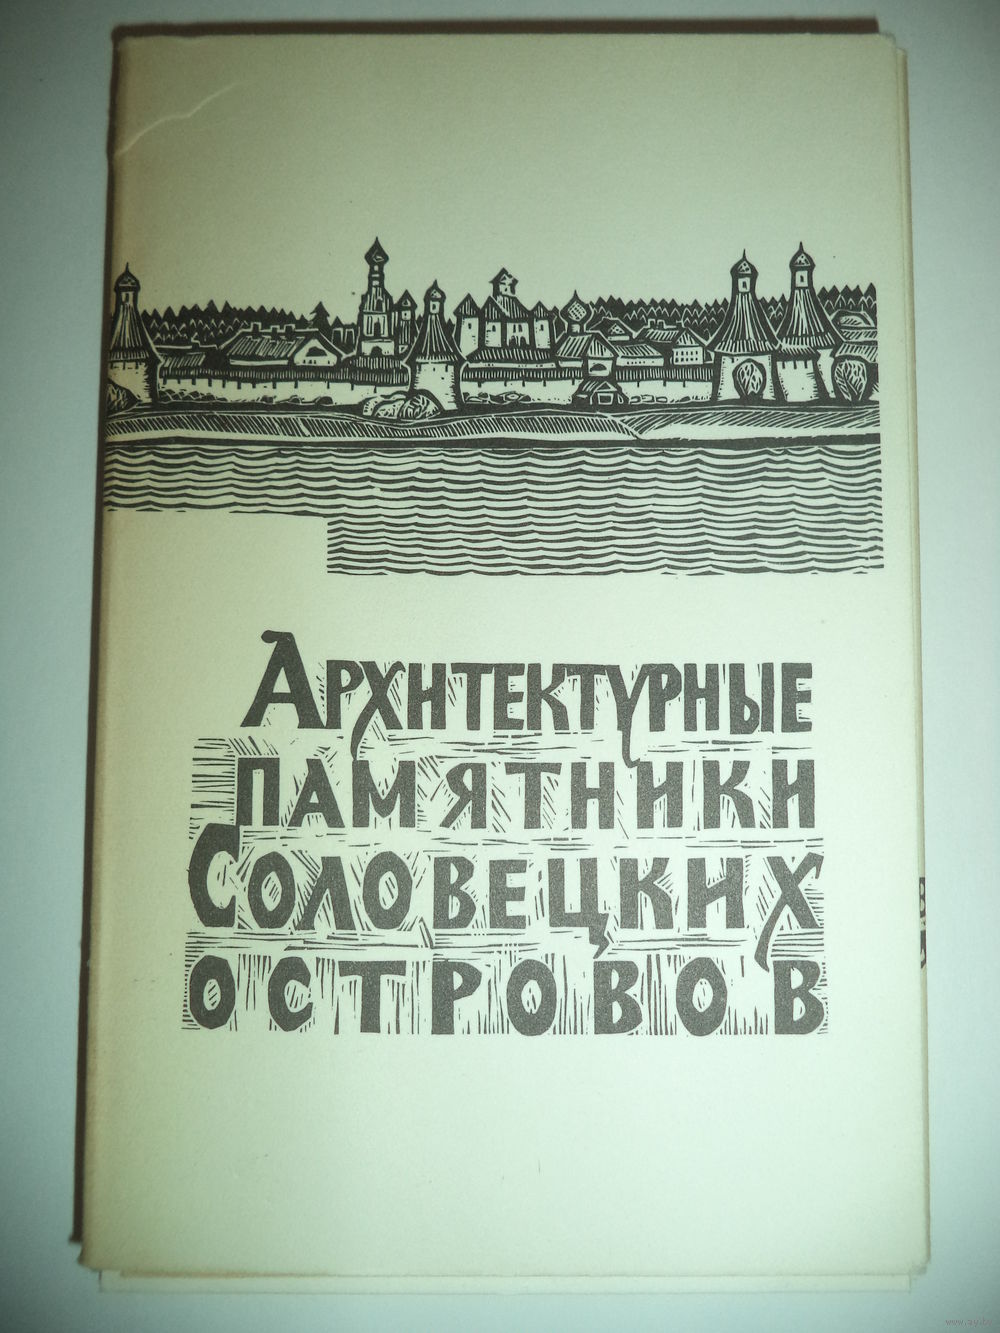 Архитектурные
памятники
Соловецких
островов